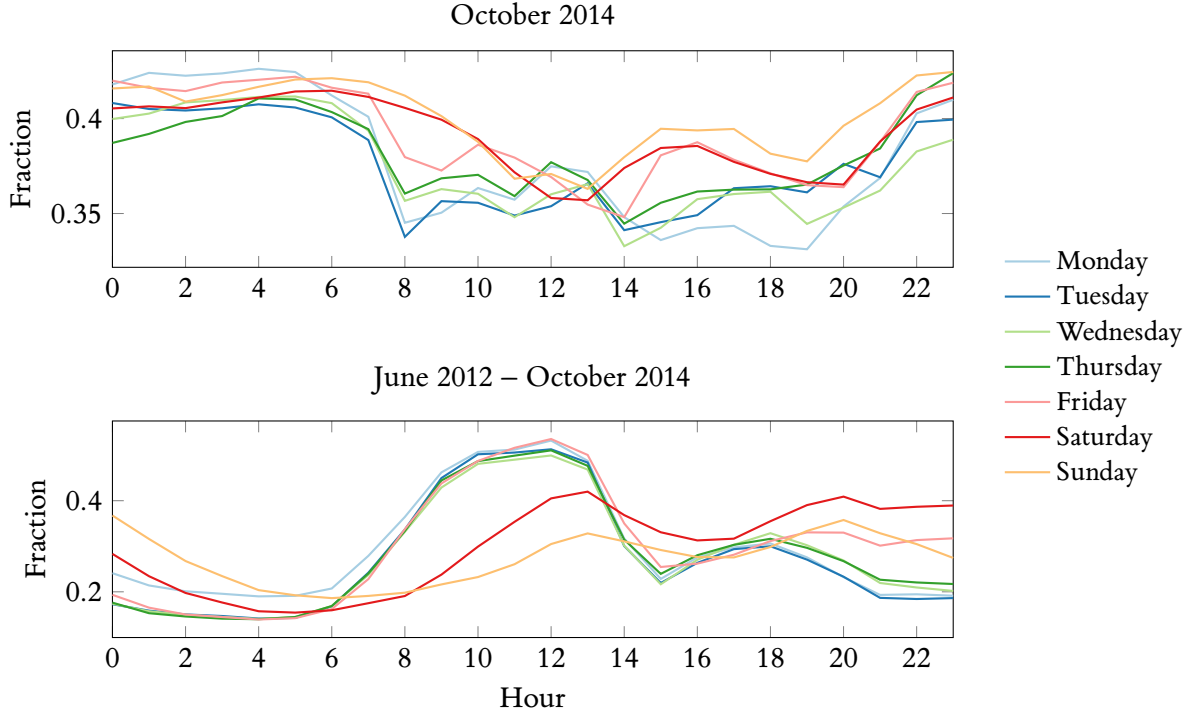 October 2014
Fraction
0.4
0.35
0 2 4 6 8 10 12 14 16 18 20 22
Monday
Tuesday
Wednesday
Thursday
Friday
Saturday
Sunday
June 2012 – October 2014
Fraction
0.4
0.2
0 2 4 6 8 10 12 14 16 18 20 22
Hour